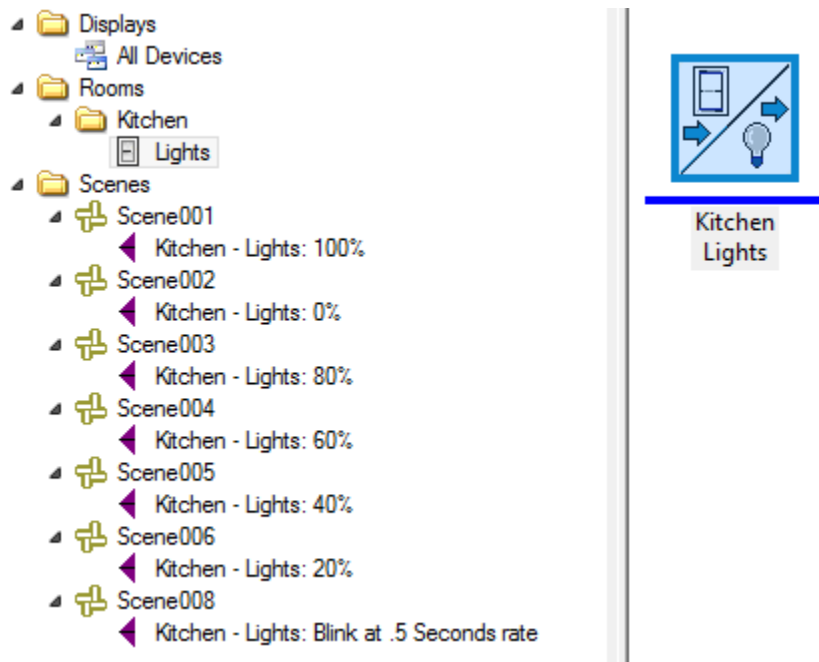 Displays
All Devices
Rooms
Kitchen
Lights
Scenes
Scene001
Kitchen - Lights: 100%
Scene002
Kitchen - Lights: 0%
Scene003
Kitchen - Lights: 80%
Scene004
Kitchen - Lights: 60%
Scene005
Kitchen - Lights: 40%
Scene006
Kitchen - Lights: 20%
Scene008
Kitchen - Lights: Blink at .5 Seconds rate
Kitchen
Lights